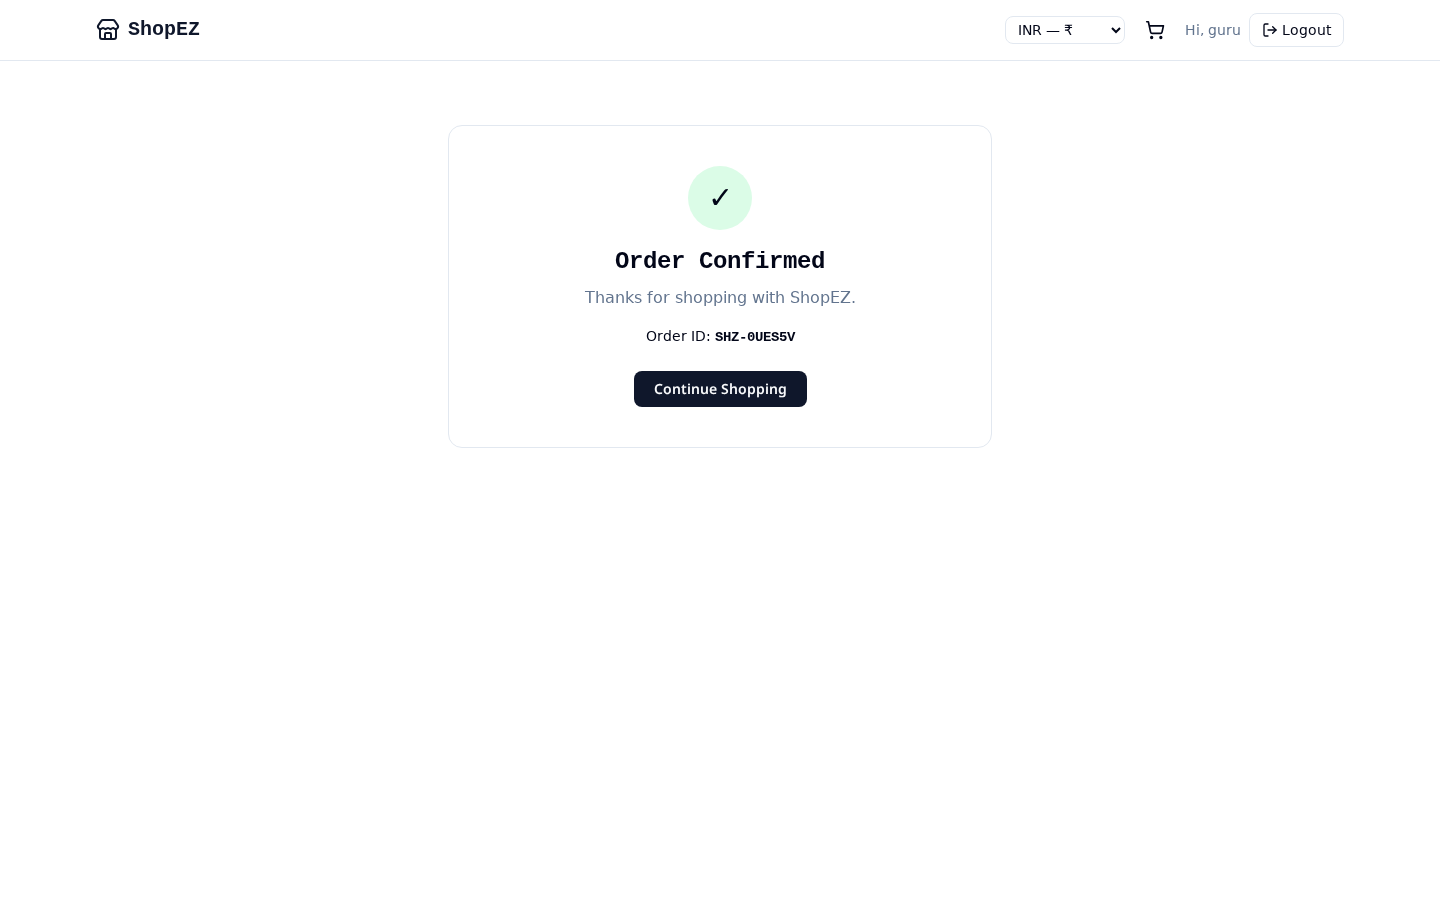 ShopEZ
INR — ₹
Hi, guru
Logout
✓
Order Confirmed
Thanks for shopping with ShopEZ.
Order ID: SHZ-0UES5V
Continue Shopping